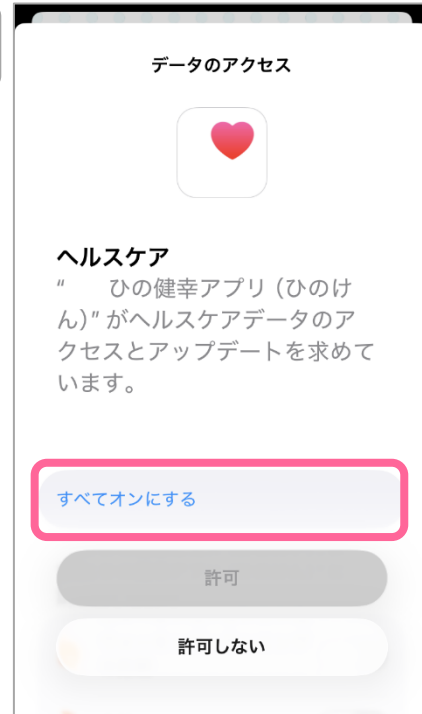 データのアクセス
ヘルスケア
“　　ひの健幸アプリ（ひのけ
ん）”がヘルスケアデータのア
クセスとアップデートを求めて
います。
すべてオンにする
許可
許可しない